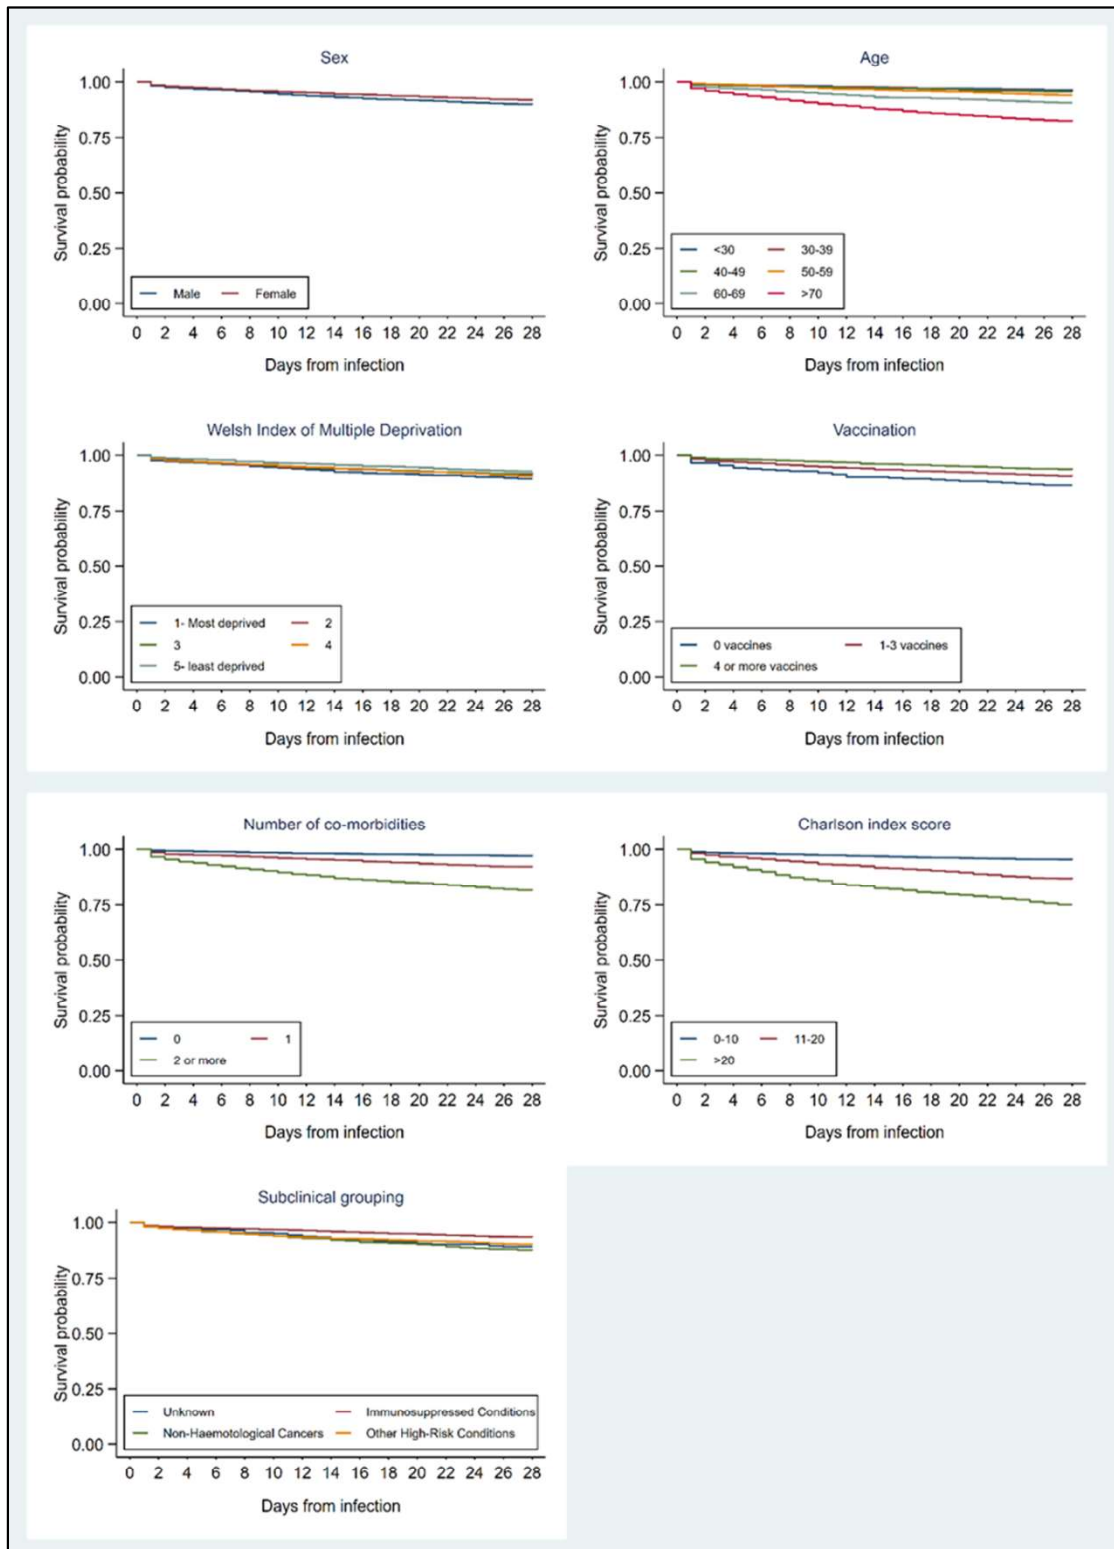 Sex
Survival probability
1.00
0.75
0.50
0.25
0.00
Male Female
0 2 4 6 8 10 12 14 16 18 20 22 24 26 28
Days from infection
Age
Survival probability
1.00
0.75
0.50
0.25
0.00
<30 30-39
40-49 50-59
60-69 >70
0 2 4 6 8 10 12 14 16 18 20 22 24 26 28
Days from infection
Welsh Index of Multiple Deprivation
Survival probability
1.00
0.75
0.50
0.25
0.00
1- Most deprived 2
3 4
5- least deprived
0 2 4 6 8 10 12 14 16 18 20 22 24 26 28
Days from infection
Vaccination
Survival probability
1.00
0.75
0.50
0.25
0.00
0 vaccines 1-3 vaccines
4 or more vaccines
0 2 4 6 8 10 12 14 16 18 20 22 24 26 28
Days from infection
Number of co-morbidities
Survival probability
1.00
0.75
0.50
0.25
0.00
0 1
2 or more
0 2 4 6 8 10 12 14 16 18 20 22 24 26 28
Days from infection
Charlson index score
Survival probability
1.00
0.75
0.50
0.25
0.00
0-10 11-20
>20
0 2 4 6 8 10 12 14 16 18 20 22 24 26 28
Days from infection
Subclinical grouping
Survival probability
1.00
0.75
0.50
0.25
0.00
Unknown Immunosuppressed Conditions
Non-Haemotological Cancers Other High-Risk Conditions
0 2 4 6 8 10 12 14 16 18 20 22 24 26 28
Days from infection